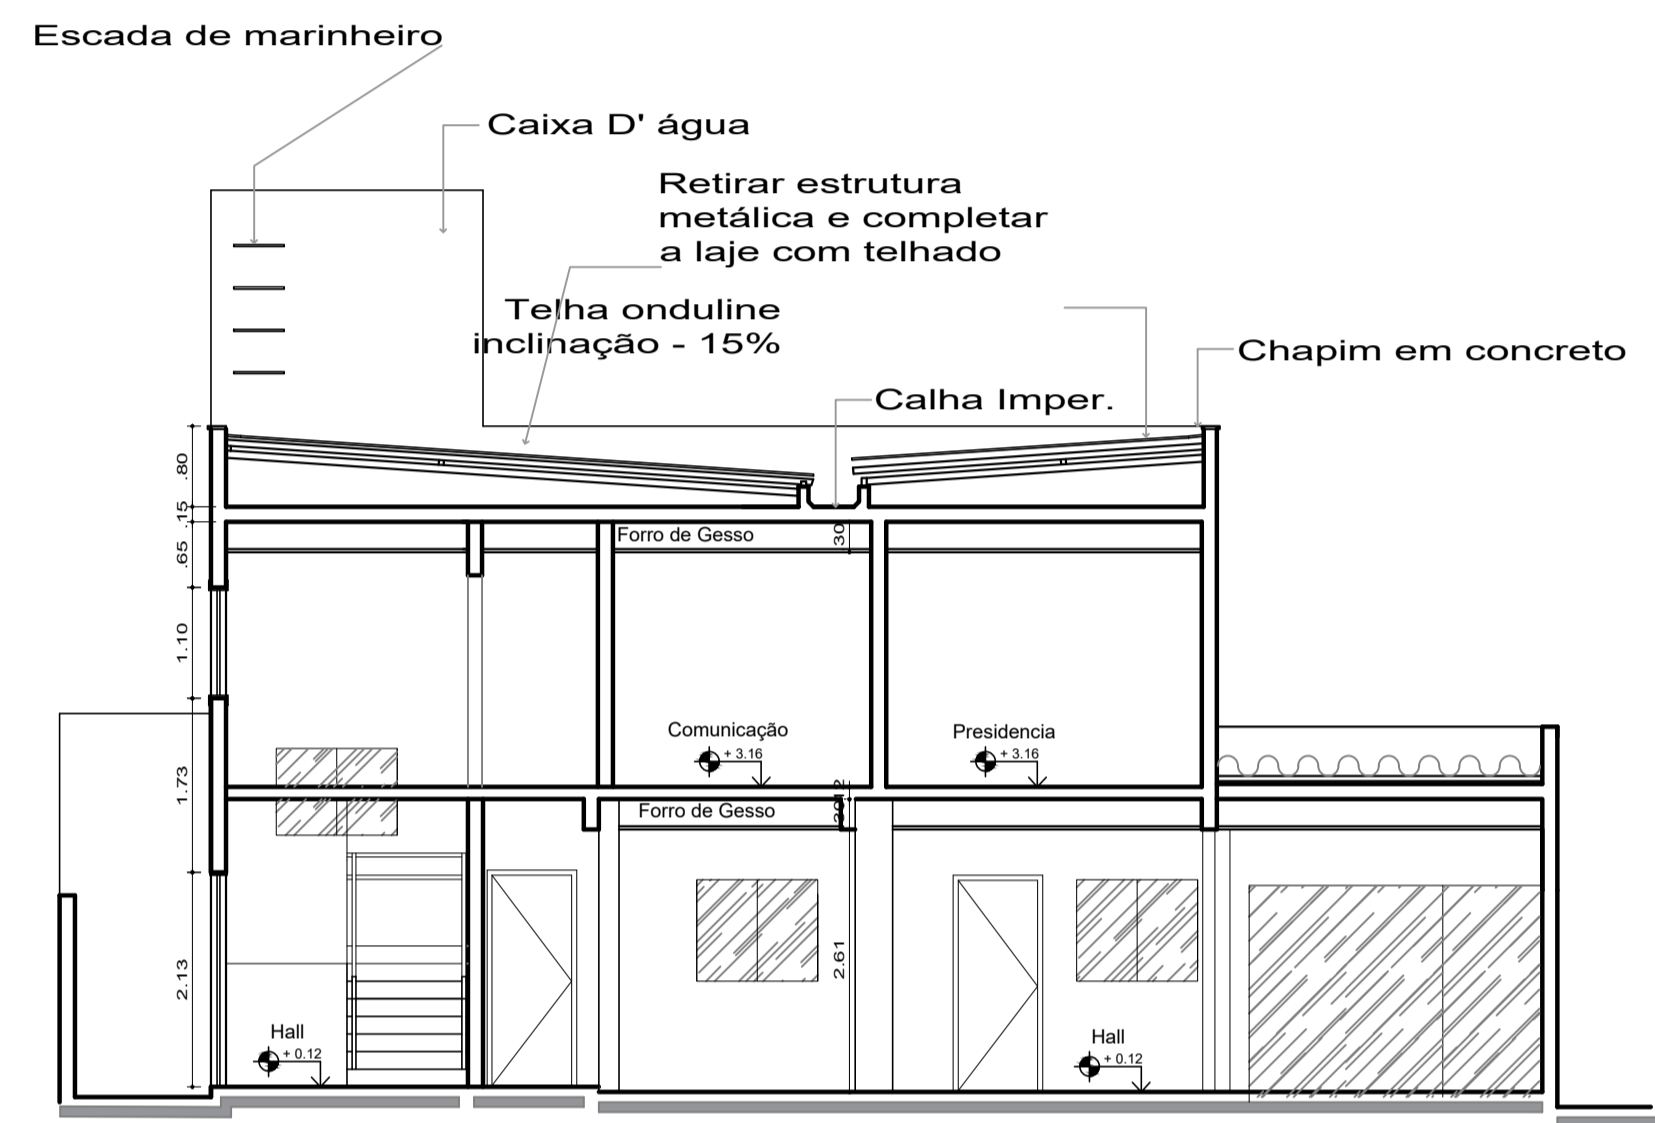 Escada de marinheiro
Caixa D' água
Retirar estrutura
metálica e completar
a laje com telhado
Telha onduline
inclinação - 15%
Chapim em concreto
Calha Imper.
.80
.15
.65
1.10
1.73
2.13
Forro de Gesso
.30
Comunicação
+ 3.16
Presidencia
+ 3.16
Forro de Gesso
2.61
Hall
+ 0.12
Hall
+ 0.12